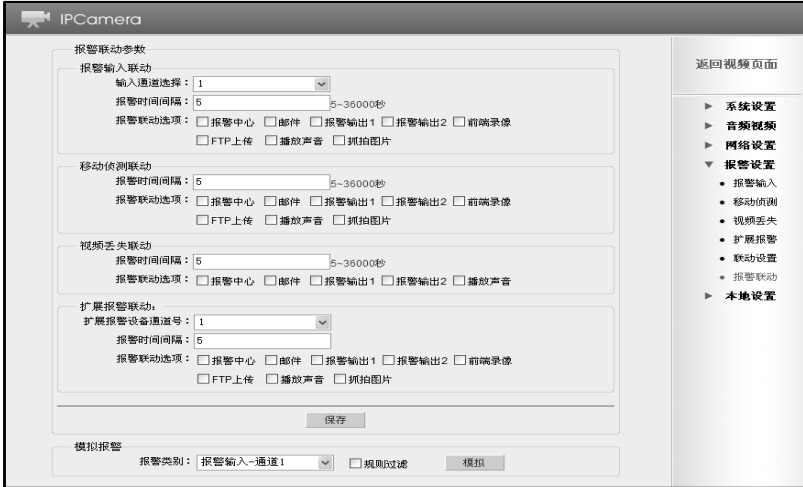 IPCamera
报警联动参数
报警输入联动
输入通道选择： 1
报警时间间隔： 5 5~36000秒
报警联动选项： 报警中心 邮件 报警输出1 报警输出2 前端录像
FTP上传 播放声音 抓拍图片
移动侦测联动
报警时间间隔： 5 5~36000秒
报警联动选项： 报警中心 邮件 报警输出1 报警输出2 前端录像
FTP上传 播放声音 抓拍图片
视频丢失联动
报警时间间隔： 5 5~36000秒
报警联动选项： 报警中心 邮件 报警输出1 报警输出2 播放声音
扩展报警联动：
扩展报警设备通道号： 1
报警时间间隔： 5
报警联动选项： 报警中心 邮件 报警输出1 报警输出2 前端录像
FTP上传 播放声音 抓拍图片
保存
模拟报警
报警类别： 报警输入-通道1 规则过滤 模拟
返回视频页面
系统设置
音频视频
网络设置
报警设置
报警输入
移动侦测
视频丢失
扩展报警
联动设置
报警联动
本地设置